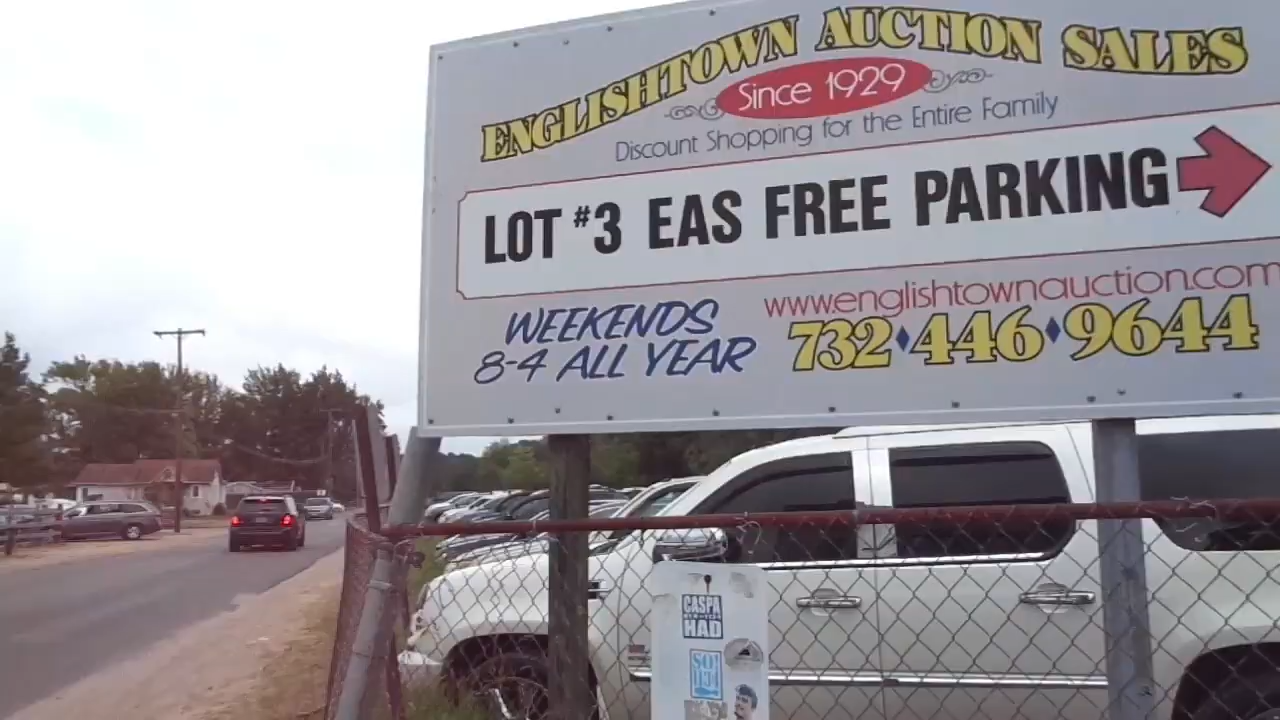 ENGLISHTOWN AUCTION SALES
Since 1929
Discount Shopping for the Entire Family
LOT #3 EAS FREE PARKING
WEEKENDS
8-4 ALL YEAR
www.englishtownauction.com
732♦446♦9644
CASPA
HAD